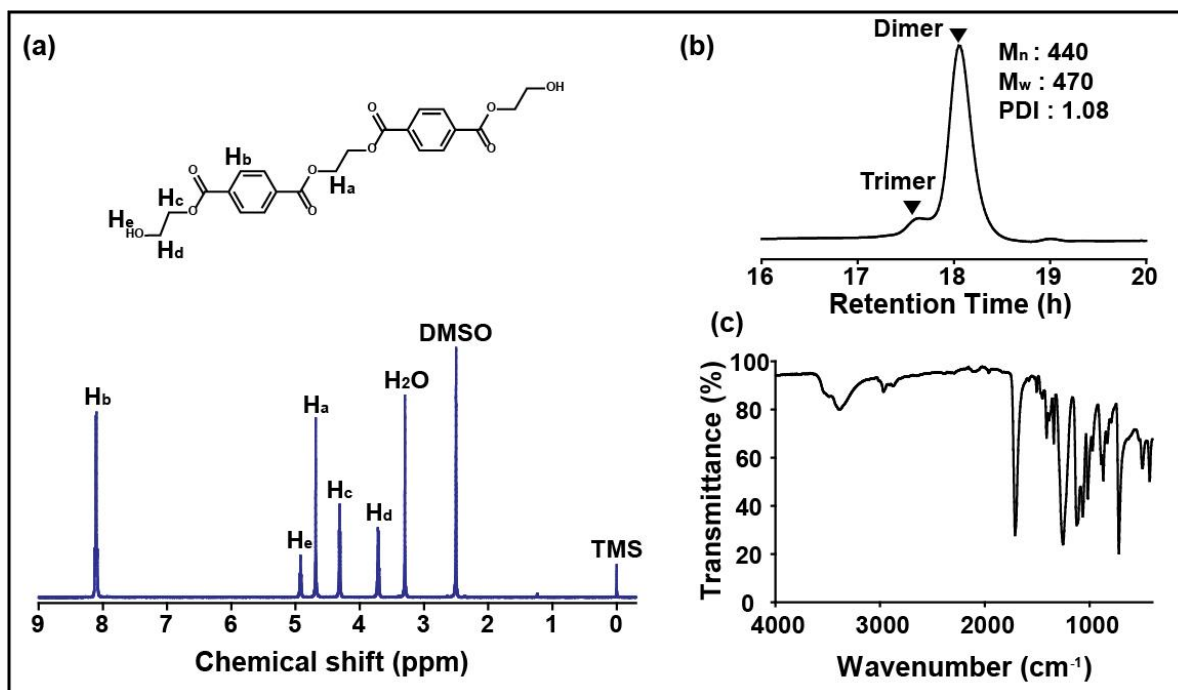 (a)
OH
O
O
O
O
Hb
O
O
O
Ha
Hc
O
O
He
HO
Hd
DMSO
H2O
Hb
Ha
Hc
Hd
He
TMS
9 8 7 6 5 4 3 2 1 0
Chemical shift (ppm)
(b)
Dimer
Mn : 440
Mw : 470
PDI : 1.08
Trimer
16 17 18 19 20
Retention Time (h)
(c)
100
80
60
40
20
0
Transmittance (%)
4000 3000 2000 1000
Wavenumber (cm-1)